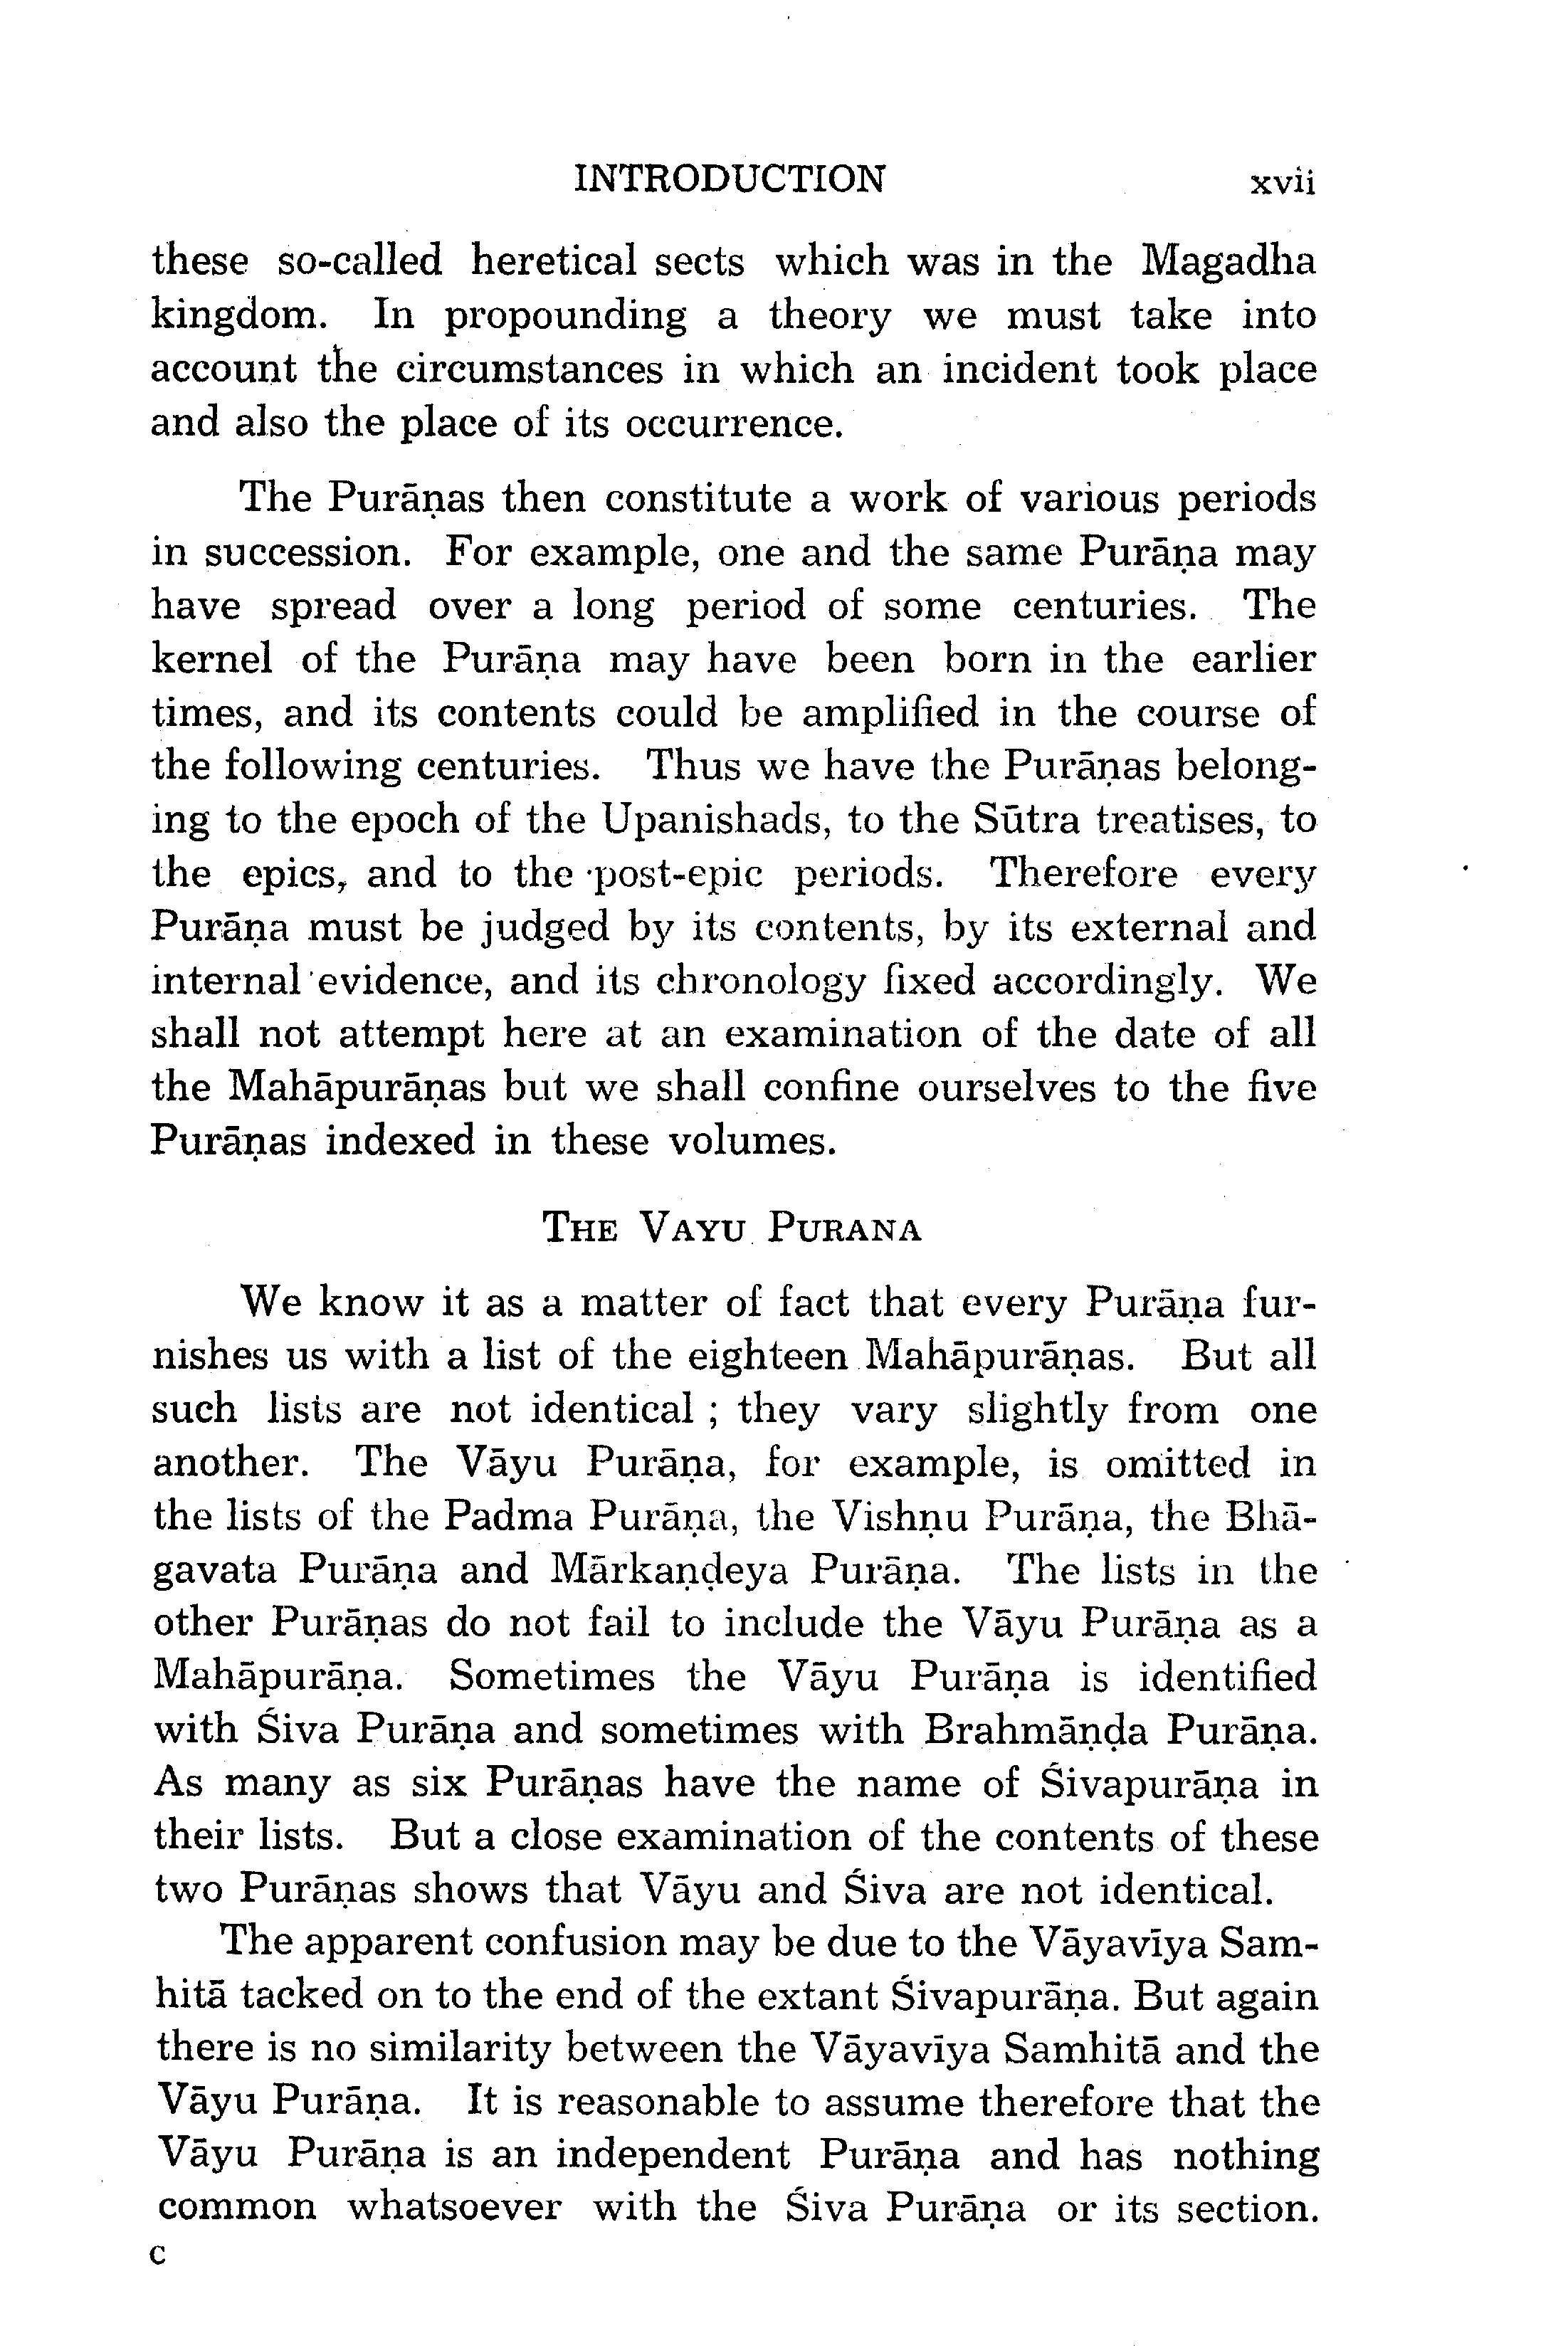 INTRODUCTION xvii
these so-called heretical sects which was in the Magadha
kingdom. In propounding a theory we must take into
account the circumstances in which an incident took place
and also the place of its occurrence.
The Purāṇas then constitute a work of various periods
in succession. For example, one and the same Purāṇa may
have spread over a long period of some centuries. The
kernel of the Purāṇa may have been born in the earlier
times, and its contents could be amplified in the course of
the following centuries. Thus we have the Purāṇas belong-
ing to the epoch of the Upanishads, to the Sūtra treatises, to
the epics, and to the post-epic periods. Therefore every
Purāṇa must be judged by its contents, by its external and
internal evidence, and its chronology fixed accordingly. We
shall not attempt here at an examination of the date of all
the Mahāpurāṇas but we shall confine ourselves to the five
Purāṇas indexed in these volumes.
THE VAYU PURANA
We know it as a matter of fact that every Purāṇa fur-
nishes us with a list of the eighteen Mahāpurāṇas. But all
such lists are not identical ; they vary slightly from one
another. The Vāyu Purāṇa, for example, is omitted in
the lists of the Padma Purāṇa, the Vishṇu Purāṇa, the Bhā-
gavata Purāṇa and Mārkaṇḍeya Purāṇa. The lists in the
other Purāṇas do not fail to include the Vāyu Purāṇa as a
Mahāpurāṇa. Sometimes the Vāyu Purāṇa is identified
with Śiva Purāṇa and sometimes with Brahmāṇḍa Purāṇa.
As many as six Purāṇas have the name of Śivapurāṇa in
their lists. But a close examination of the contents of these
two Purāṇas shows that Vāyu and Śiva are not identical.
The apparent confusion may be due to the Vāyavīya Sam-
hitā tacked on to the end of the extant Śivapurāṇa. But again
there is no similarity between the Vāyavīya Samhitā and the
Vāyu Purāṇa. It is reasonable to assume therefore that the
Vāyu Purāṇa is an independent Purāṇa and has nothing
common whatsoever with the Śiva Purāṇa or its section.
C